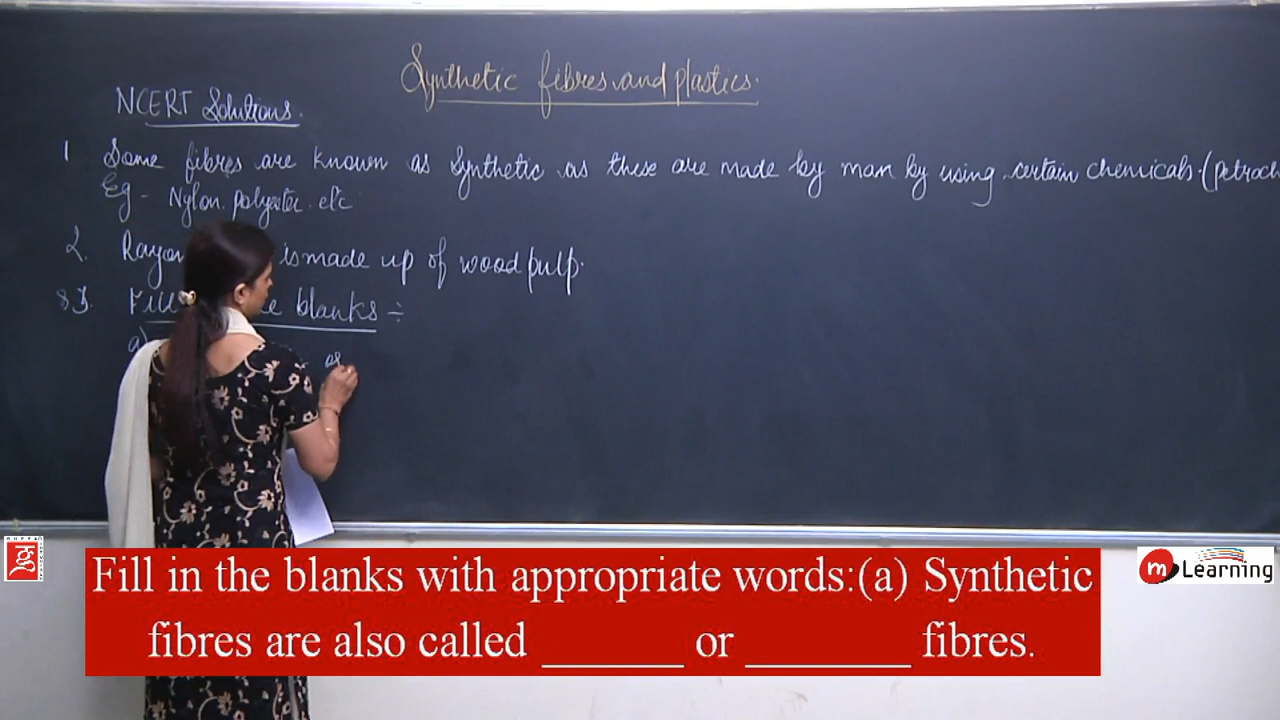 Synthetic fibres and plastics.
NCERT Solutions.
1 Some fibres are known as Synthetic as these are made by man by using certain chemicals. (petroch
Eg - Nylon. polyester. etc
2. Rayon is made up of wood pulp.
Fill e blanks ÷
a)
Fill in the blanks with appropriate words:(a) Synthetic
fibres are also called _______ or ________ fibres.
m Learning